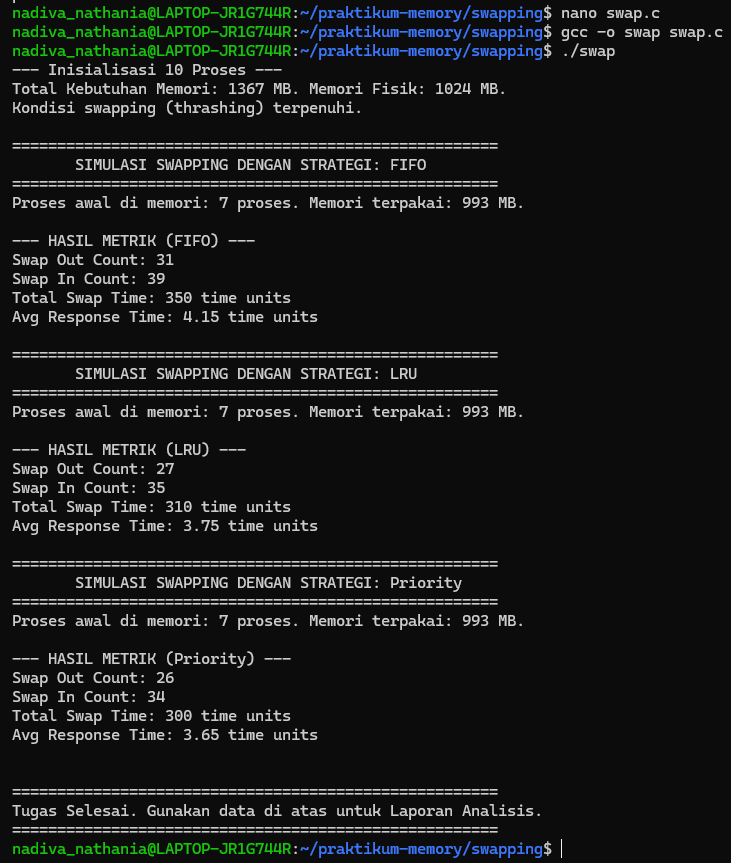 nadiva_nathania@LAPTOP-JR1G744R:~/praktikum-memory/swapping$ nano swap.c
nadiva_nathania@LAPTOP-JR1G744R:~/praktikum-memory/swapping$ gcc -o swap swap.c
nadiva_nathania@LAPTOP-JR1G744R:~/praktikum-memory/swapping$ ./swap
--- Inisialisasi 10 Proses ---
Total Kebutuhan Memori: 1367 MB. Memori Fisik: 1024 MB.
Kondisi swapping (thrashing) terpenuhi.
======================================================
SIMULASI SWAPPING DENGAN STRATEGI: FIFO
======================================================
Proses awal di memori: 7 proses. Memori terpakai: 993 MB.
--- HASIL METRIK (FIFO) ---
Swap Out Count: 31
Swap In Count: 39
Total Swap Time: 350 time units
Avg Response Time: 4.15 time units
======================================================
SIMULASI SWAPPING DENGAN STRATEGI: LRU
======================================================
Proses awal di memori: 7 proses. Memori terpakai: 993 MB.
--- HASIL METRIK (LRU) ---
Swap Out Count: 27
Swap In Count: 35
Total Swap Time: 310 time units
Avg Response Time: 3.75 time units
======================================================
SIMULASI SWAPPING DENGAN STRATEGI: Priority
======================================================
Proses awal di memori: 7 proses. Memori terpakai: 993 MB.
--- HASIL METRIK (Priority) ---
Swap Out Count: 26
Swap In Count: 34
Total Swap Time: 300 time units
Avg Response Time: 3.65 time units
======================================================
Tugas Selesai. Gunakan data di atas untuk Laporan Analisis.
======================================================
nadiva_nathania@LAPTOP-JR1G744R:~/praktikum-memory/swapping$